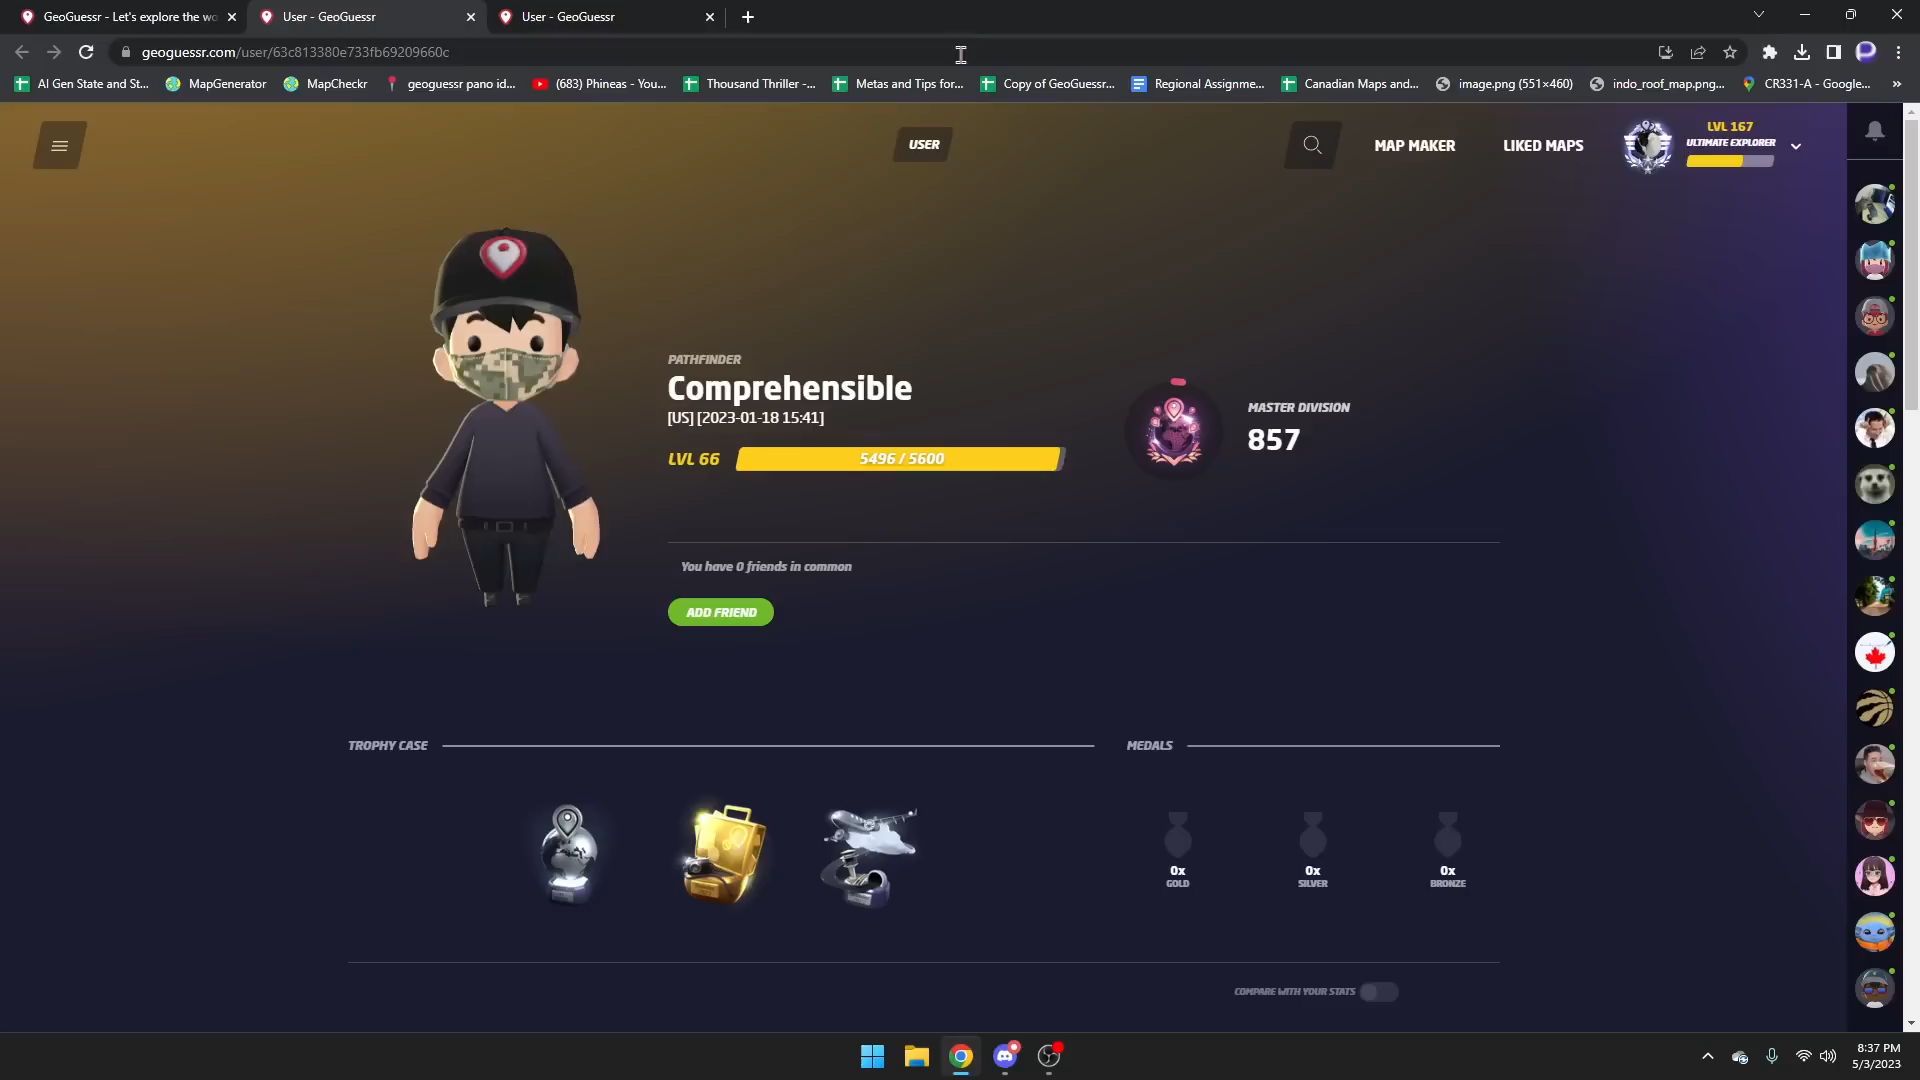 GeoGuessr - Let's explore the wo
User - GeoGuessr
User - GeoGuessr
geoguessr.com/user/63c813380e733fb69209660c
AI Gen State and St...
MapGenerator
MapCheckr
geoguessr pano id...
(683) Phineas - You...
Thousand Thriller -...
Metas and Tips for...
Copy of GeoGuessr...
Regional Assignme...
Canadian Maps and...
image.png (551×460)
indo_roof_map.png...
CR331-A - Google...
USER
MAP MAKER
LIKED MAPS
LVL 167
ULTIMATE EXPLORER
PATHFINDER
Comprehensible
[US] [2023-01-18 15:41]
LVL 66
5496 / 5600
MASTER DIVISION
857
You have 0 friends in common
ADD FRIEND
TROPHY CASE
MEDALS
0x
GOLD
0x
SILVER
0x
BRONZE
COMPARE WITH YOUR STATS
8:37 PM
5/3/2023